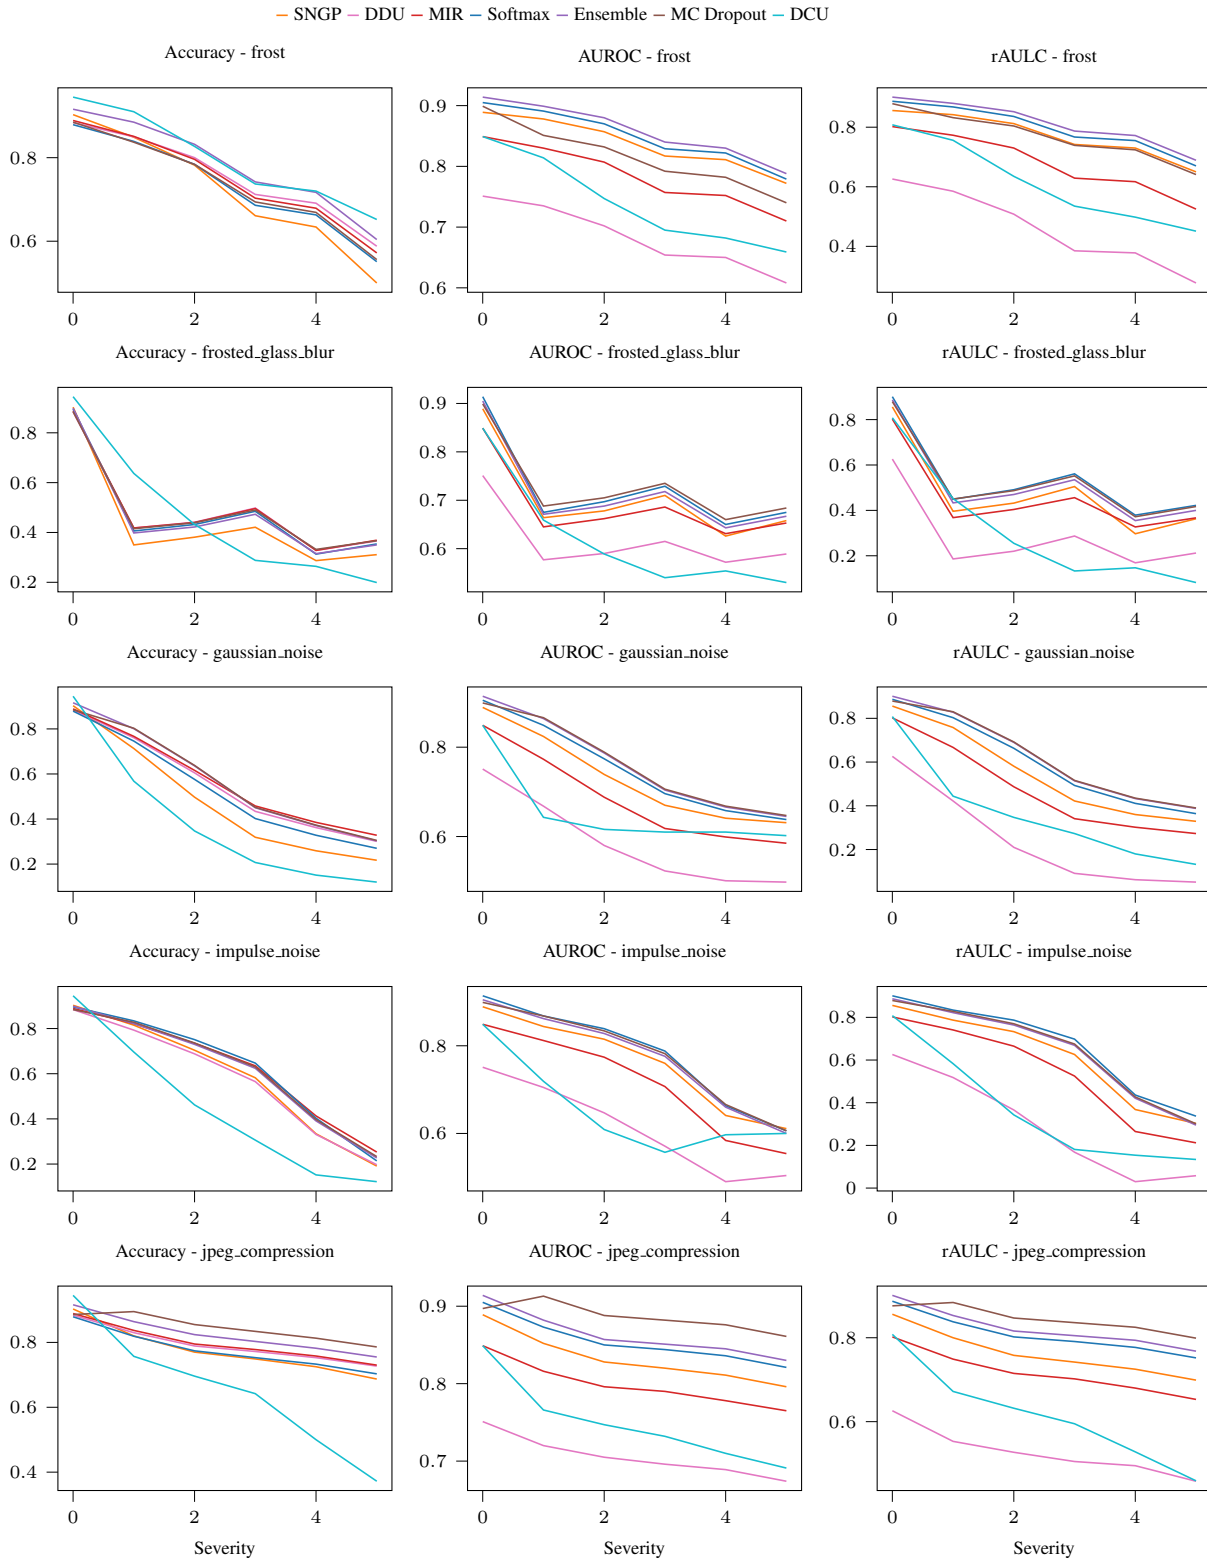 SNGP DDU MIR Softmax Ensemble MC Dropout DCU
Accuracy - frost
0.8
0.6
0 2 4
AUROC - frost
0.9
0.8
0.7
0.6
0 2 4
rAULC - frost
0.8
0.6
0.4
0 2 4
Accuracy - frosted_glass_blur
0.8
0.6
0.4
0.2
0 2 4
AUROC - frosted_glass_blur
0.9
0.8
0.7
0.6
0 2 4
rAULC - frosted_glass_blur
0.8
0.6
0.4
0.2
0 2 4
Accuracy - gaussian_noise
0.8
0.6
0.4
0.2
0 2 4
AUROC - gaussian_noise
0.8
0.6
0 2 4
rAULC - gaussian_noise
0.8
0.6
0.4
0.2
0 2 4
Accuracy - impulse_noise
0.8
0.6
0.4
0.2
0 2 4
AUROC - impulse_noise
0.8
0.6
0 2 4
rAULC - impulse_noise
0.8
0.6
0.4
0.2
0
0 2 4
Accuracy - jpeg_compression
0.8
0.6
0.4
0 2 4
Severity
AUROC - jpeg_compression
0.9
0.8
0.7
0 2 4
Severity
rAULC - jpeg_compression
0.8
0.6
0 2 4
Severity